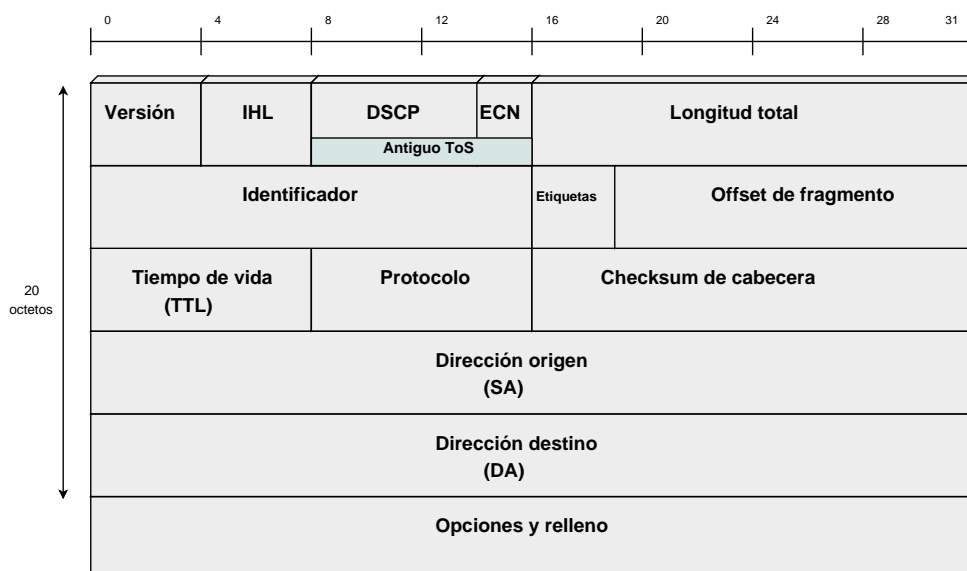 0 4 8 12 16 20 24 28 31
Versión IHL DSCP ECN Longitud total
Antiguo ToS
Identificador Etiquetas Offset de fragmento
Tiempo de vida
(TTL)
Protocolo Checksum de cabecera
20
octetos
Dirección origen
(SA)
Dirección destino
(DA)
Opciones y relleno